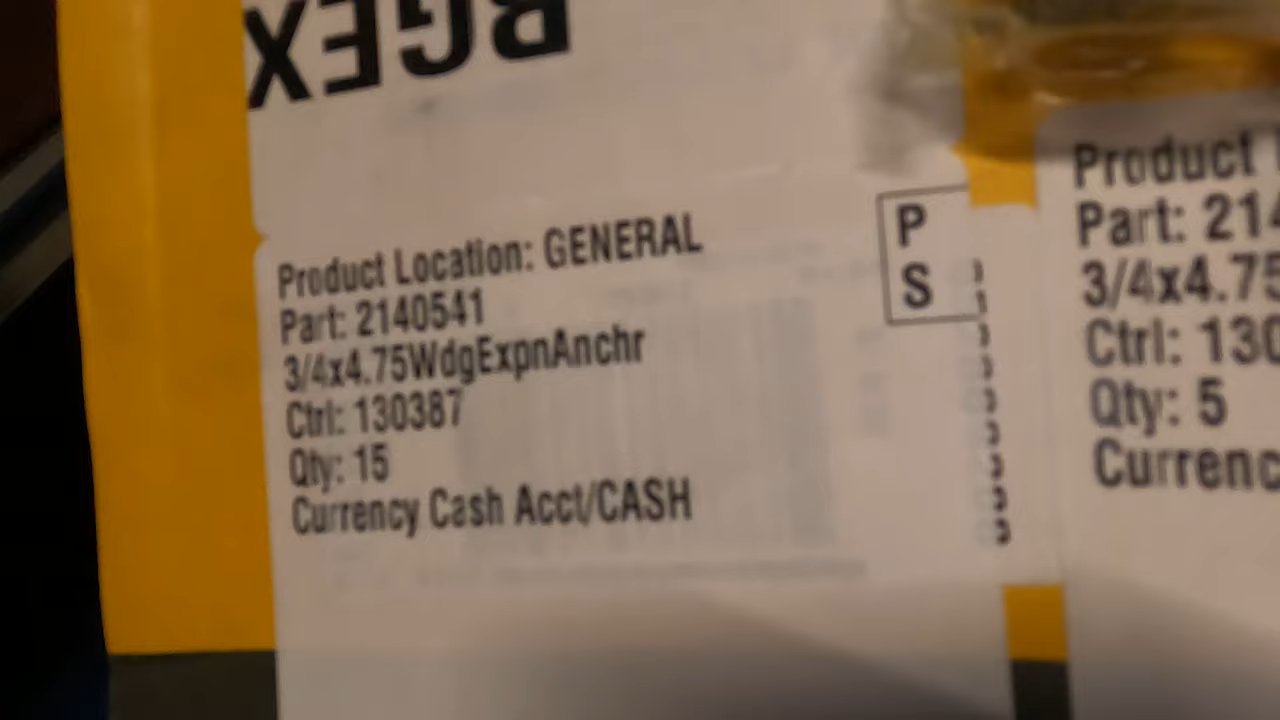 RGEX
Product Location: GENERAL
Part: 2140541
3/4x4.75WdgExpnAnchr
Ctrl: 130387
Qty: 15
Currency Cash Acct/CASH
P
S
Product
Part: 214
3/4x4.75
Ctrl: 130
Qty: 5
Currenc